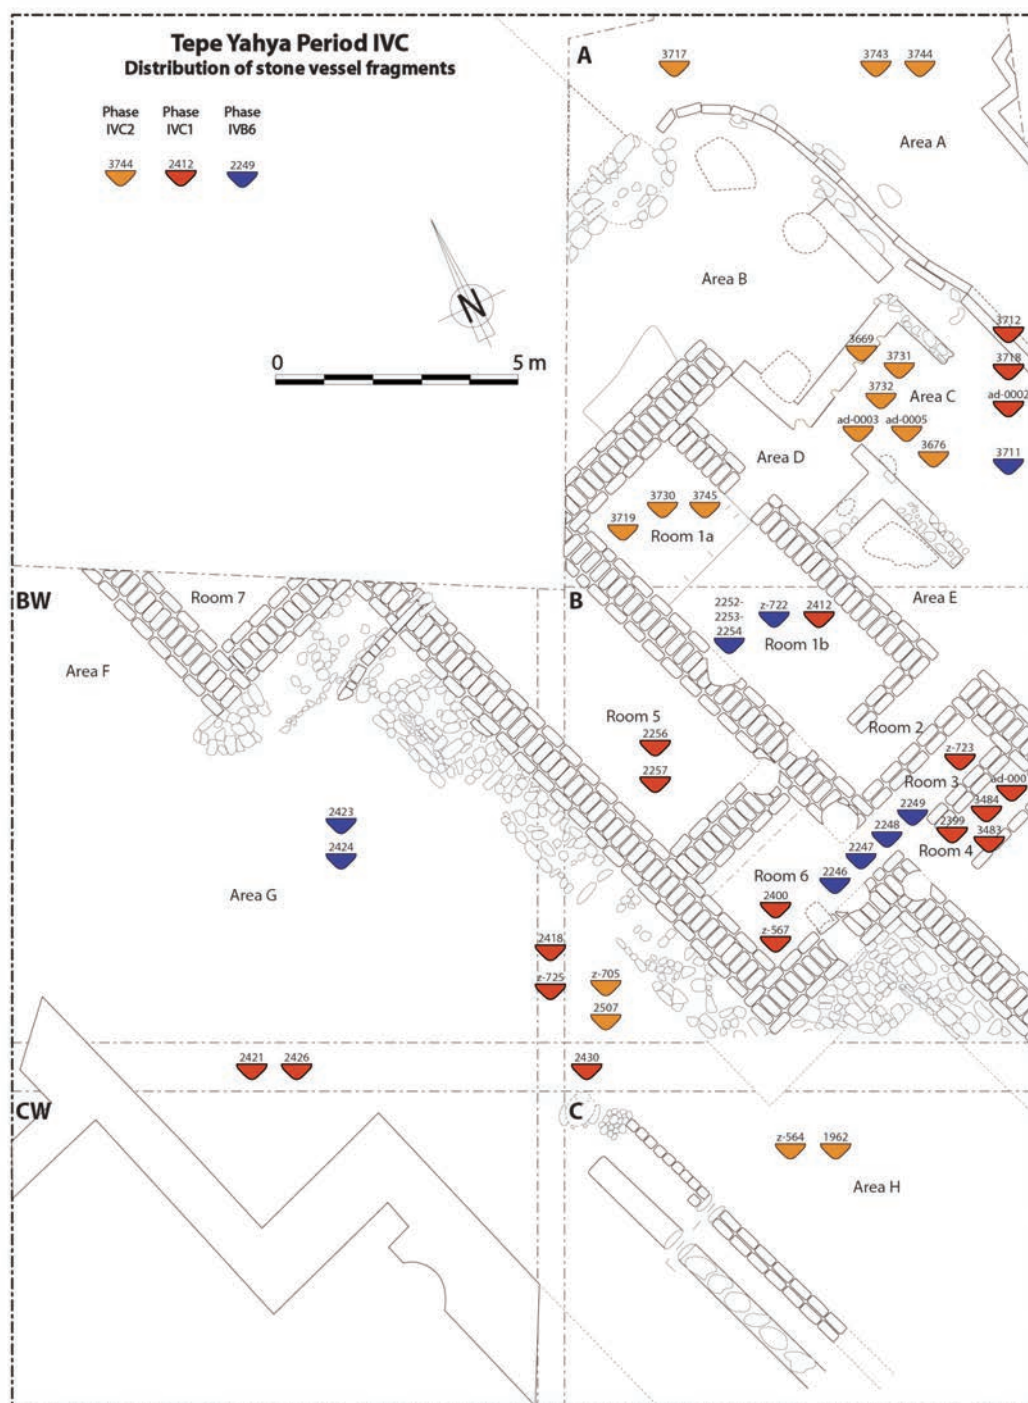 Tepe Yahya Period IVC
Distribution of stone vessel fragments
Phase IVC2
Phase IVC1
Phase IVB6
3744
2412
2249
N
0 5 m
A
3717
3743
3744
Area A
Area B
3712
3669
3718
3731
3732
Area C
ad-0002
ad-0003
ad-0005
3676
Area D
3711
3730
3745
3719
Room 1a
BW
Room 7
B
2252-
2253-
2254
z-722
2412
Area E
Room 1b
Area F
Room 5
2256
2257
Room 2
z-723
Room 3
2249
3484
2248
2399
3483
2423
2424
2247
Room 4
Room 6
2246
Area G
2400
z-567
2418
z-725
z-705
2507
2421
2426
2430
CW
C
z-564
1962
Area H